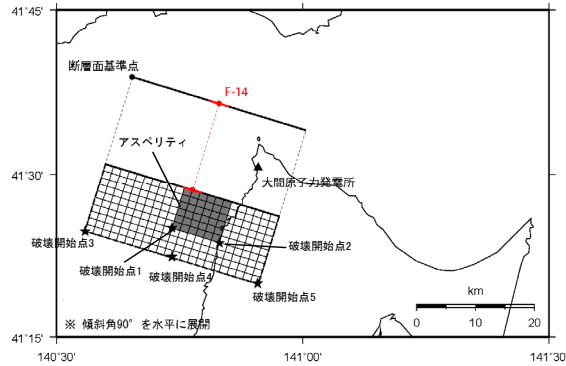 41°45'
断層面基準点
F-14
アスペリティ
41°30'
大間原子力発電所
破壊開始点3
破壊開始点2
破壊開始点1
破壊開始点4
破壊開始点5
km
0 10 20
※ 傾斜角90° を水平に展開
41°15'
140°30' 141°00' 141°30'